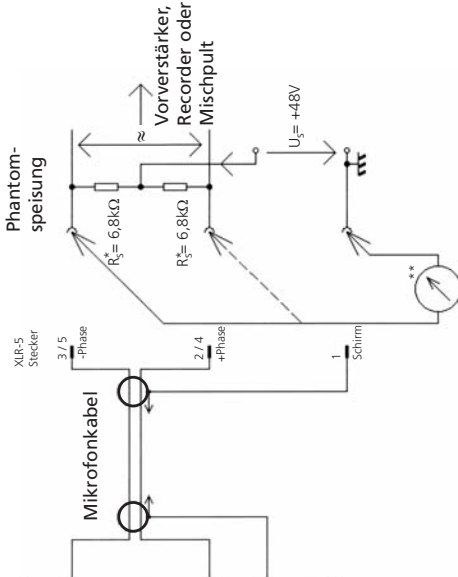 Phantom-
speisung
Vorverstärker,
Recorder oder
Mischpult
≈
R*s= 6,8kΩ
R*s= 6,8kΩ
Us= +48V
**
XLR-5
Stecker
3 / 5
-Phase
2 / 4
+Phase
1
Schirm
Mikrofonkabel